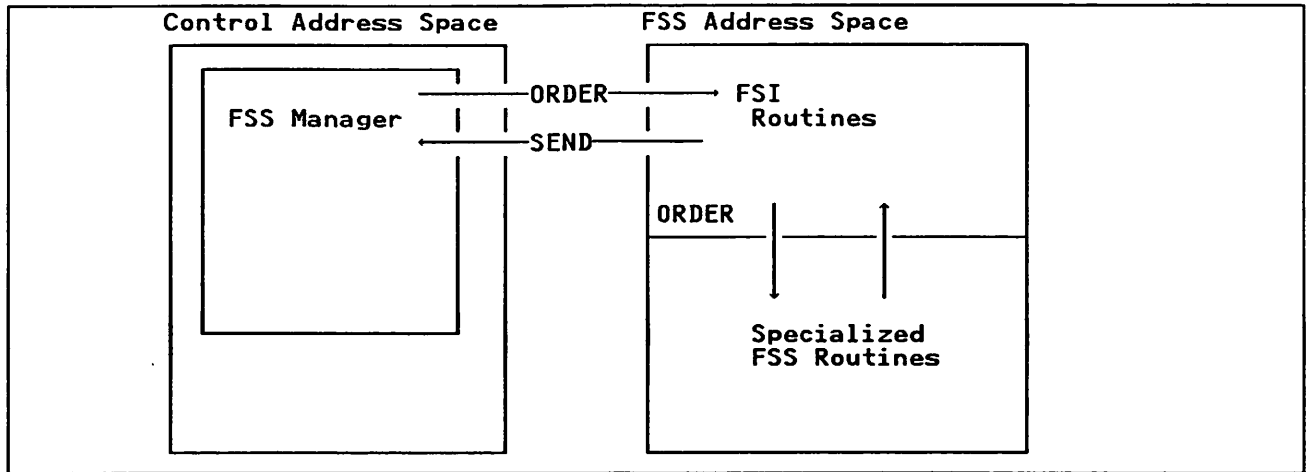 Control Address Space
FSS Address Space
ORDER
FSI
Routines
FSS Manager
SEND
ORDER
Specialized
FSS Routines